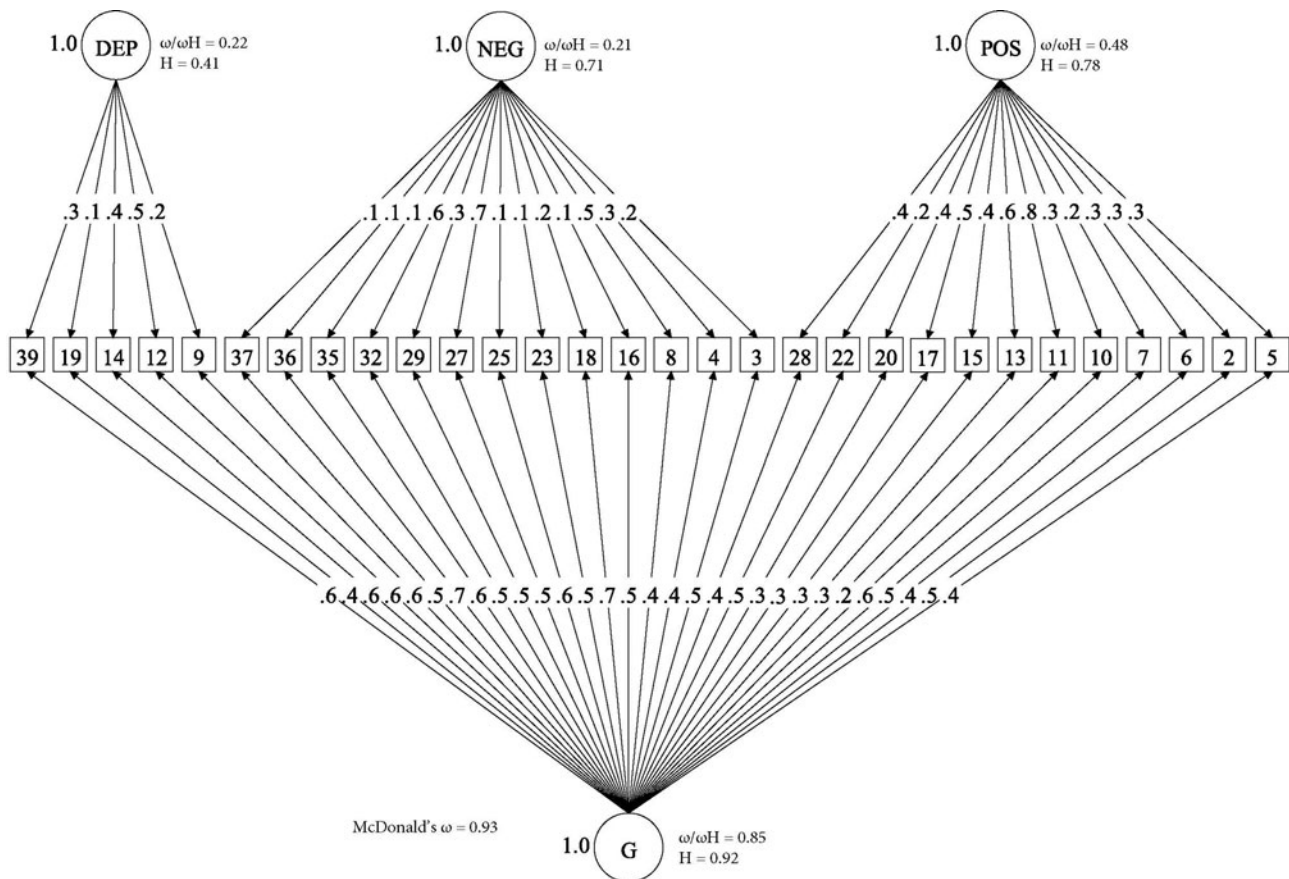 1.0 DEP ω/ωH = 0.22
H = 0.41
1.0 NEG ω/ωH = 0.21
H = 0.71
1.0 POS ω/ωH = 0.48
H = 0.78
.3 .1 .4 .5 .2
.1 .1 .1 .6 .3 .7 .1 .1 .2 .1 .5 .3 .2
.4 .2 .4 .5 .4 .6 .8 .3 .2 .3 .3 .3
39 19 14 12 9 37 36 35 32 29 27 25 23 18 16 8 4 3 28 22 20 17 15 13 11 10 7 6 2 5
.6 .4 .6 .6 .6 .5 .7 .6 .5 .5 .5 .6 .5 .7 .5 .4 .4 .5 .4 .5 .3 .3 .3 .3 .2 .6 .5 .4 .5 .4
McDonald's ω = 0.93
1.0 G ω/ωH = 0.85
H = 0.92